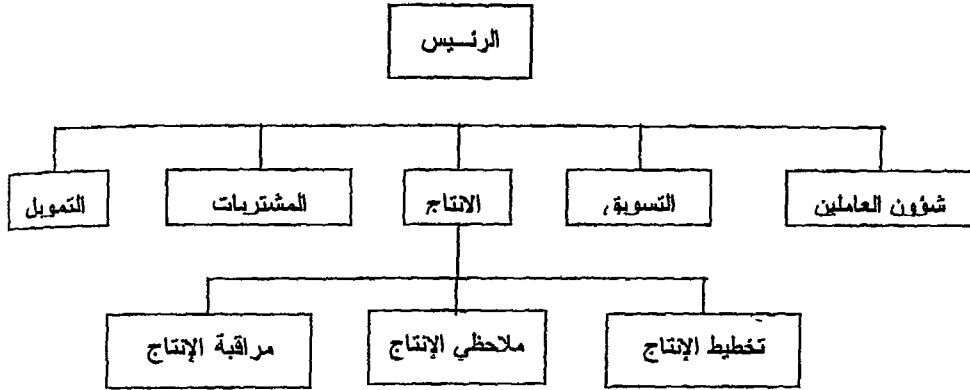 الرئيس
شؤون العاملين
التسويق
الانتاج
المشتريات
التمويل
تخطيط الإنتاج
ملاحظي الإنتاج
مراقبة الإنتاج